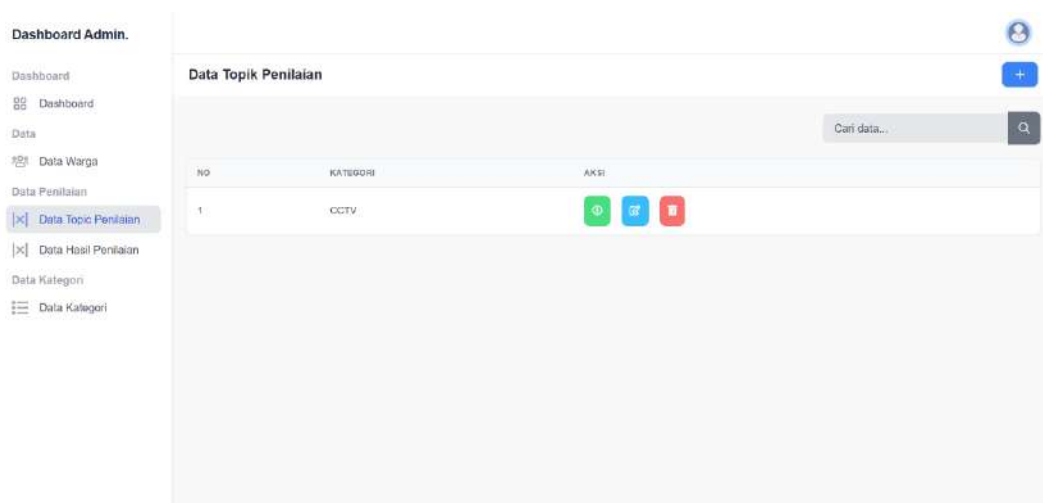 Dashboard Admin.
Dashboard
Data Topik Penilaian
+
Dashboard
Data
Cari data...
Data Warga
NO KATEGORI AKSI
Data Penilaian
Data Topic Penilaian
1 CCTV
Data Hasil Penilaian
Data Kategori
Data Kategori